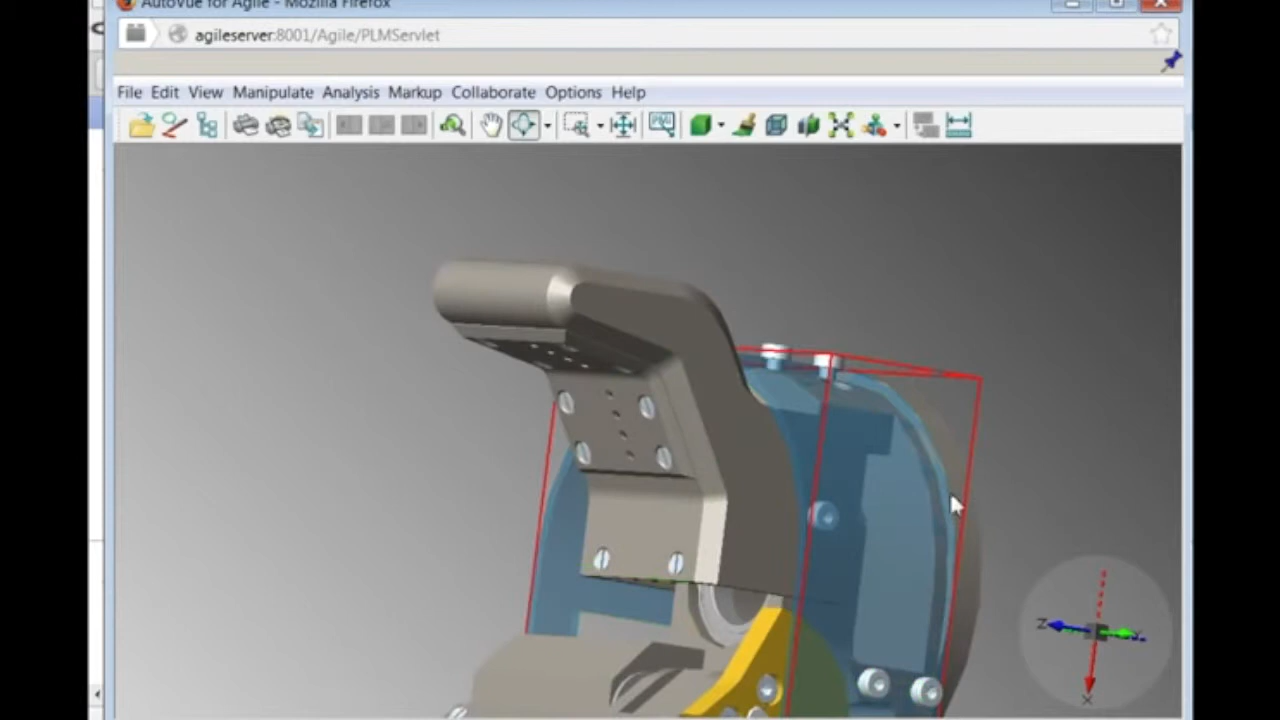 AutoVue for Agile - Mozilla Firefox
agileserver:8001/Agile/PLMServlet
File Edit View Manipulate Analysis Markup Collaborate Options Help
Z
X